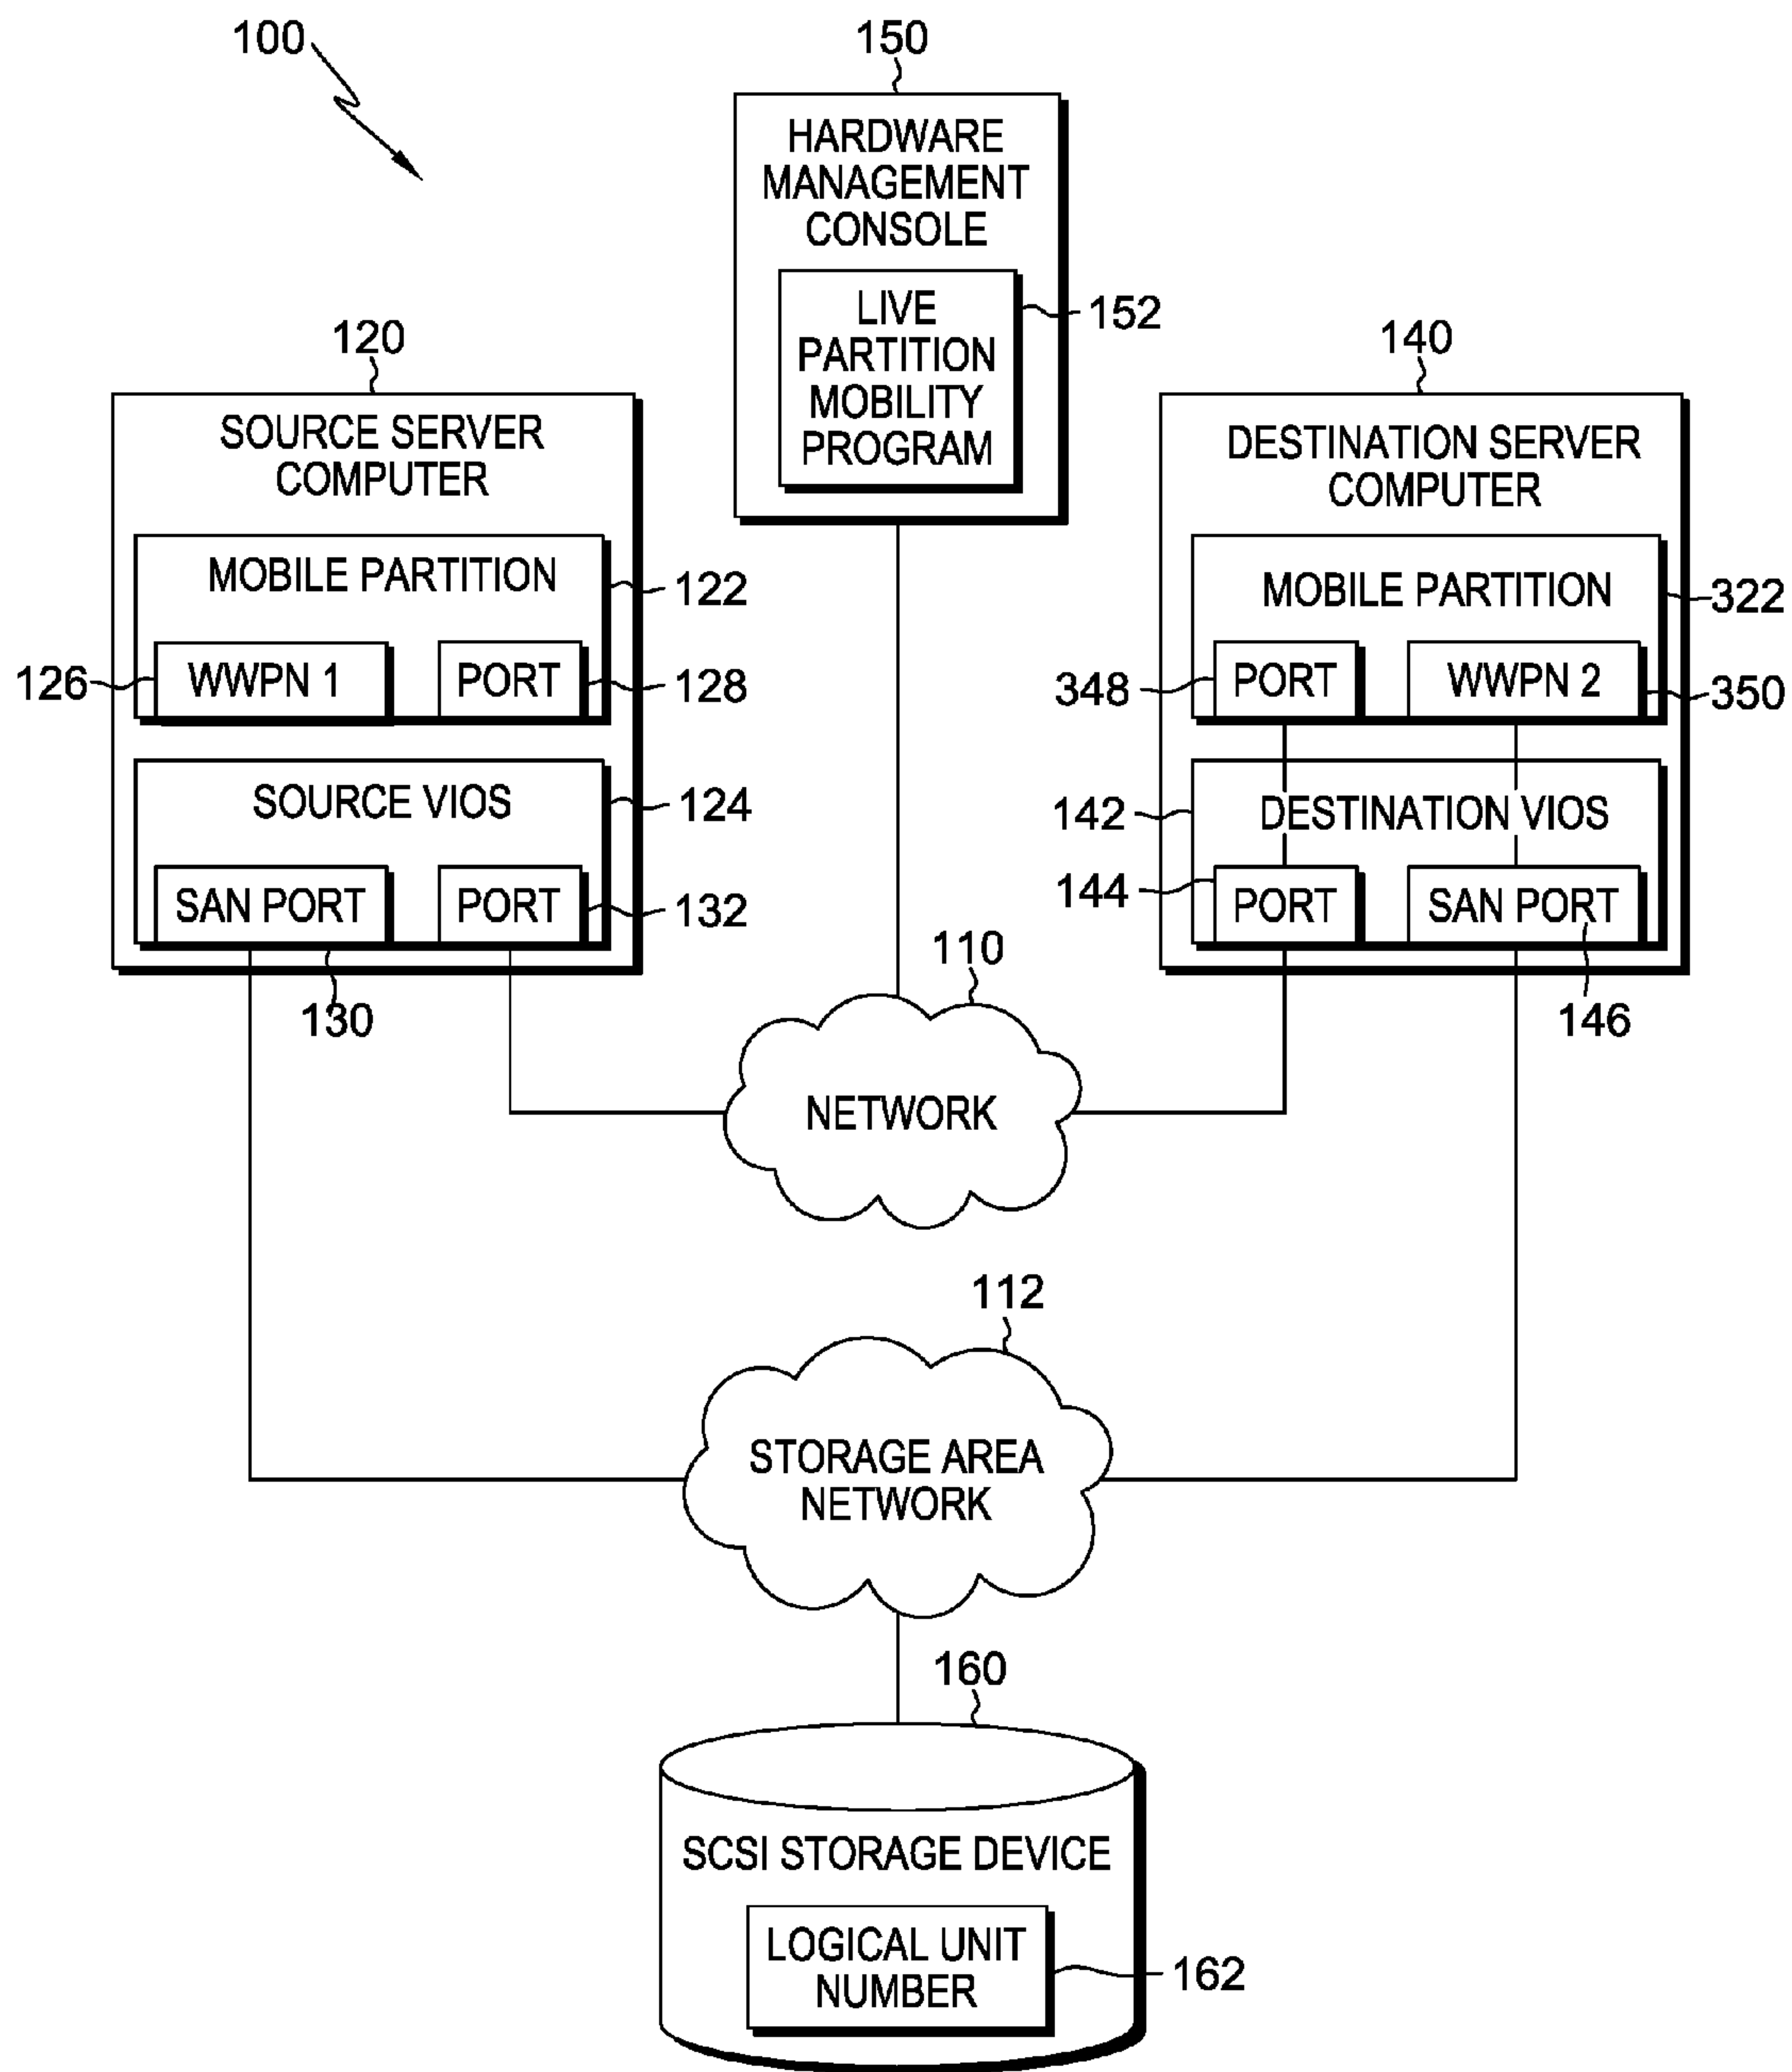 100
150
HARDWARE
MANAGEMENT
CONSOLE
LIVE
PARTITION
MOBILITY
PROGRAM
152
120
SOURCE SERVER
COMPUTER
MOBILE PARTITION
122
126
WWPN 1
PORT
128
SOURCE VIOS
124
SAN PORT
PORT
132
130
140
DESTINATION SERVER
COMPUTER
MOBILE PARTITION
322
348
PORT
WWPN 2
350
142
DESTINATION VIOS
144
PORT
SAN PORT
146
110
NETWORK
112
STORAGE AREA
NETWORK
160
SCSI STORAGE DEVICE
LOGICAL UNIT
NUMBER
162